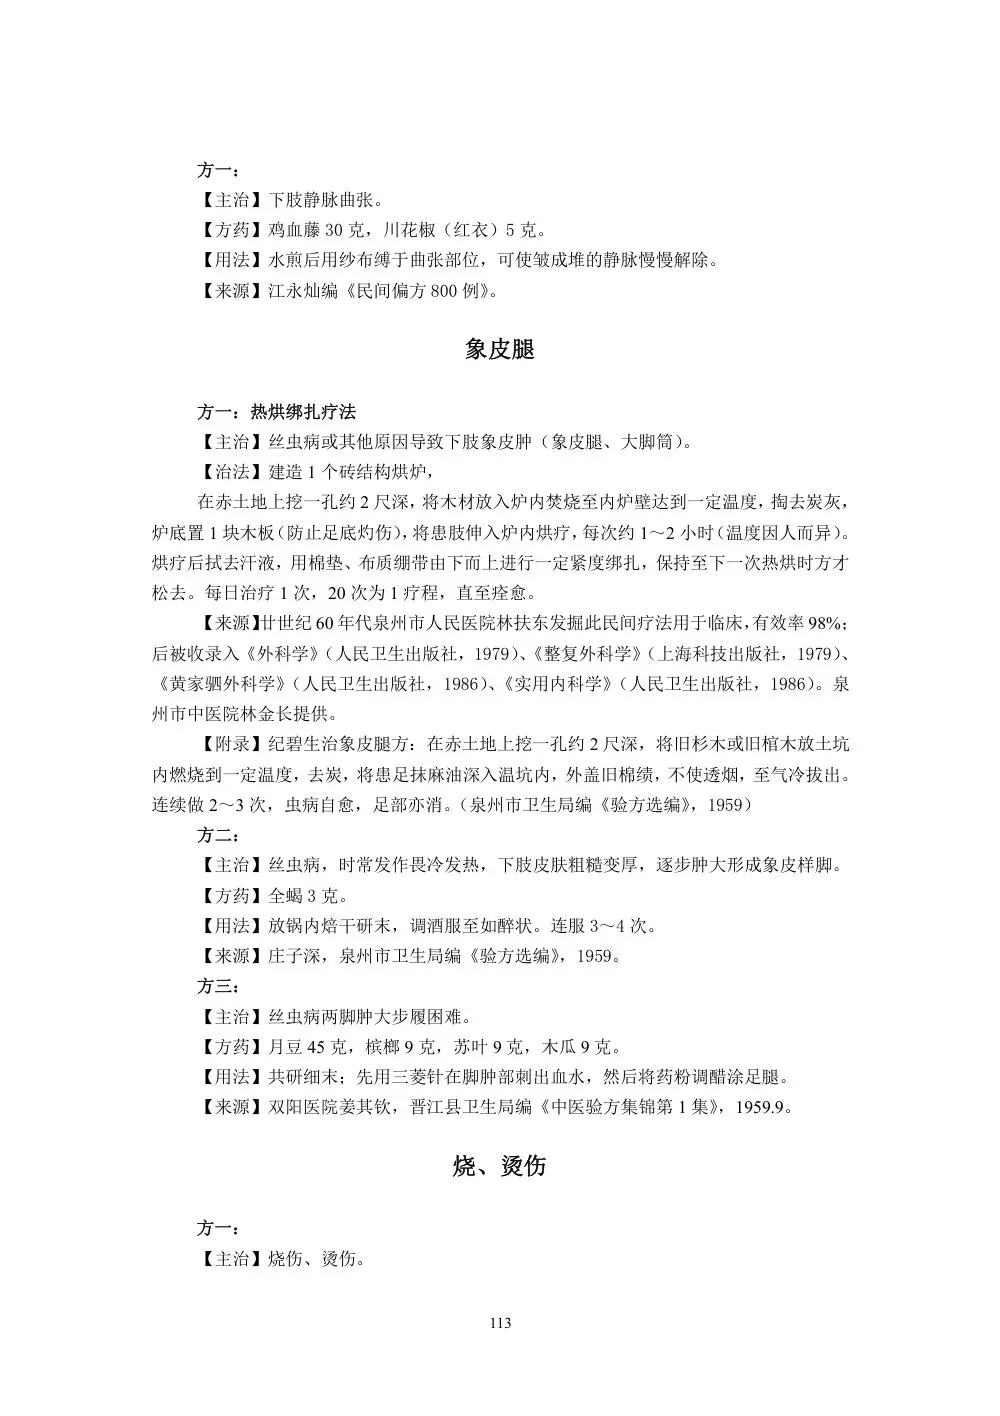 方一：
【主治】下肢静脉曲张。
【方药】鸡血藤 30 克，川花椒（红衣）5 克。
【用法】水煎后用纱布缚于曲张部位，可使皱成堆的静脉慢慢解除。
【来源】江永灿编《民间偏方 800 例》。
象皮腿
方一：热烘绑扎疗法
【主治】丝虫病或其他原因导致下肢象皮肿（象皮腿、大脚筒）。
【治法】建造 1 个砖结构烘炉，
在赤土地上挖一孔约 2 尺深，将木材放入炉内焚烧至内炉壁达到一定温度，掏去炭灰，
炉底置 1 块木板（防止足底灼伤），将患肢伸入炉内烘疗，每次约 1～2 小时（温度因人而异）。
烘疗后拭去汗液，用棉垫、布质绷带由下而上进行一定紧度绑扎，保持至下一次热烘时方才
松去。每日治疗 1 次，20 次为 1 疗程，直至痊愈。
【来源】廿世纪 60 年代泉州市人民医院林扶东发掘此民间疗法用于临床，有效率 98%；
后被收录入《外科学》（人民卫生出版社，1979）、《整复外科学》（上海科技出版社，1979）、
《黄家驷外科学》（人民卫生出版社，1986）、《实用内科学》（人民卫生出版社，1986）。泉
州市中医院林金长提供。
【附录】纪碧生治象皮腿方：在赤土地上挖一孔约 2 尺深，将旧杉木或旧棺木放土坑
内燃烧到一定温度，去炭，将患足抹麻油深入温坑内，外盖旧棉绩，不使透烟，至气冷拔出。
连续做 2～3 次，虫病自愈，足部亦消。（泉州市卫生局编《验方选编》，1959）
方二：
【主治】丝虫病，时常发作畏冷发热，下肢皮肤粗糙变厚，逐步肿大形成象皮样脚。
【方药】全蝎 3 克。
【用法】放锅内焙干研末，调酒服至如醉状。连服 3～4 次。
【来源】庄子深，泉州市卫生局编《验方选编》，1959。
方三：
【主治】丝虫病两脚肿大步履困难。
【方药】月豆 45 克，槟榔 9 克，苏叶 9 克，木瓜 9 克。
【用法】共研细末；先用三菱针在脚肿部刺出血水，然后将药粉调醋涂足腿。
【来源】双阳医院姜其钦，晋江县卫生局编《中医验方集锦第 1 集》，1959.9。
烧、烫伤
方一：
【主治】烧伤、烫伤。
113